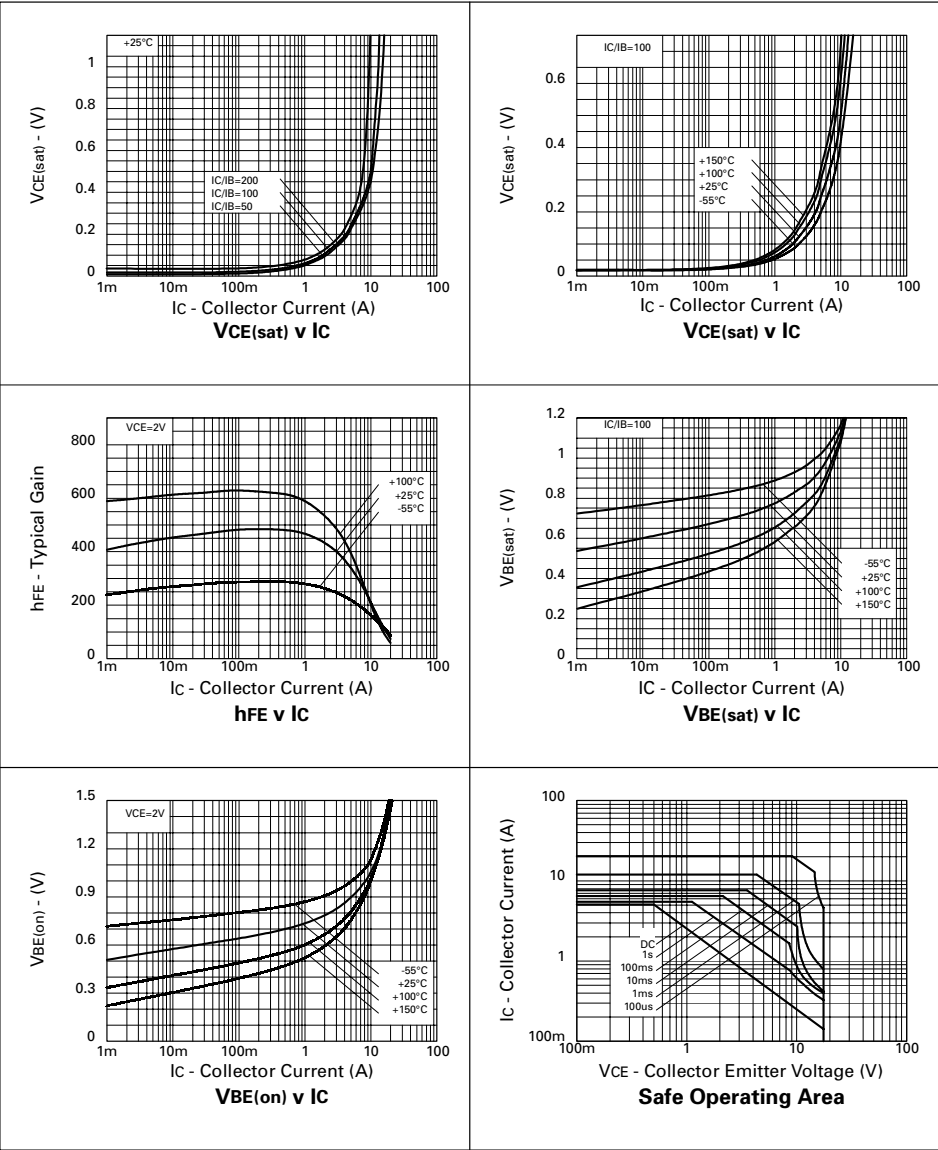 +25°C
1
0.8
0.6
0.4
0.2
0
VCE(sat) - (V)
IC/IB=200
IC/IB=100
IC/IB=50
1m 10m 100m 1 10 100
IC - Collector Current (A)
VCE(sat) v IC
IC/IB=100
0.6
0.4
0.2
0
VCE(sat) - (V)
+150°C
+100°C
+25°C
-55°C
1m 10m 100m 1 10 100
IC - Collector Current (A)
VCE(sat) v IC
VCE=2V
800
600
400
200
0
hFE - Typical Gain
+100°C
+25°C
-55°C
1m 10m 100m 1 10 100
IC - Collector Current (A)
hFE v IC
IC/IB=100
1.2
1
0.8
0.6
0.4
0.2
0
VBE(sat) - (V)
-55°C
+25°C
+100°C
+150°C
1m 10m 100m 1 10 100
IC - Collector Current (A)
VBE(sat) v IC
VCE=2V
1.5
1.2
0.9
0.6
0.3
0
VBE(on) - (V)
-55°C
+25°C
+100°C
+150°C
1m 10m 100m 1 10 100
IC - Collector Current (A)
VBE(on) v IC
100
10
1
100m
IC - Collector Current (A)
DC
1s
100ms
10ms
1ms
100us
100m 1 10 100
VCE - Collector Emitter Voltage (V)
Safe Operating Area